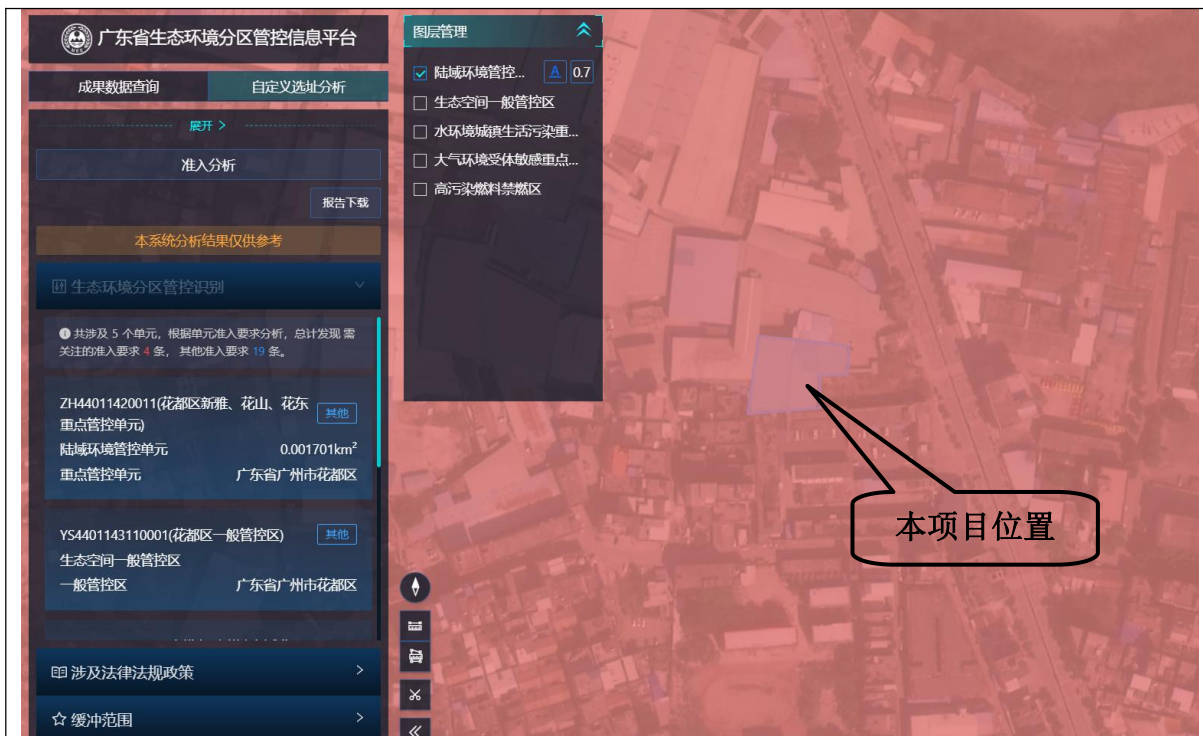 广东省生态环境分区管控信息平台
成果数据查询
自定义选址分析
展开 >
准入分析
报告下载
本系统分析结果仅供参考
生态环境分区管控识别
共涉及 5 个单元，根据单元准入要求分析，总计发现 需
关注的准入要求 4 条， 其他准入要求 19 条。
ZH44011420011(花都区新雅、花山、花东
重点管控单元)
其他
陆域环境管控单元 0.001701km²
重点管控单元 广东省广州市花都区
YS4401143110001(花都区一般管控区) 其他
生态空间一般管控区
一般管控区 广东省广州市花都区
涉及法律法规政策 >
缓冲范围 >
图层管理
陆域环境管控... A 0.7
生态空间一般管控区
水环境城镇生活污染重...
大气环境受体敏感重点...
高污染燃料禁燃区
本项目位置